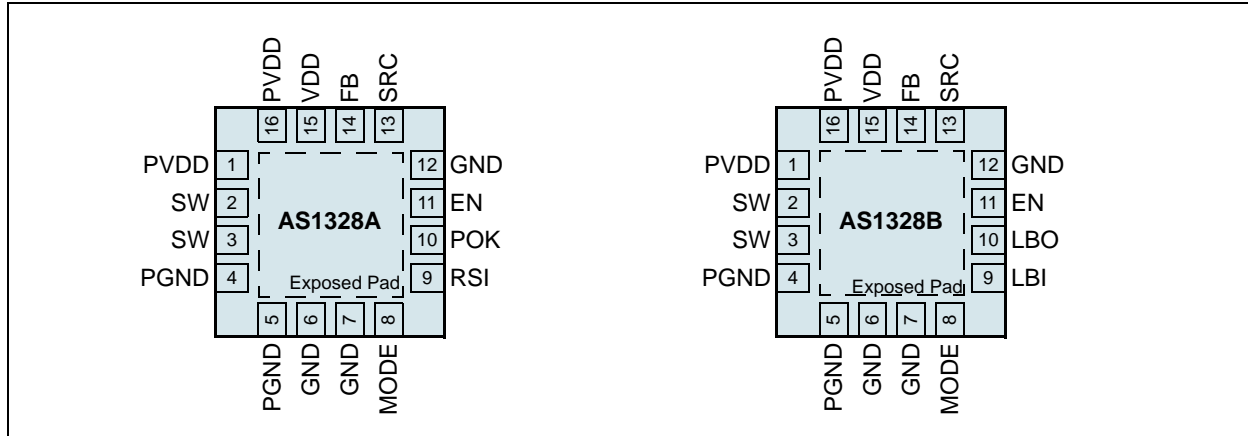 PVDD VDD FB SRC
16 15 14 13
PVDD 1 12 GND
SW 2 11 EN
AS1328A
SW 3 10 POK
PGND 4 9 RSI
Exposed Pad
5 6 7 8
PGND GND GND MODE
PVDD VDD FB SRC
16 15 14 13
PVDD 1 12 GND
SW 2 11 EN
AS1328B
SW 3 10 LBO
PGND 4 9 LBI
Exposed Pad
5 6 7 8
PGND GND GND MODE